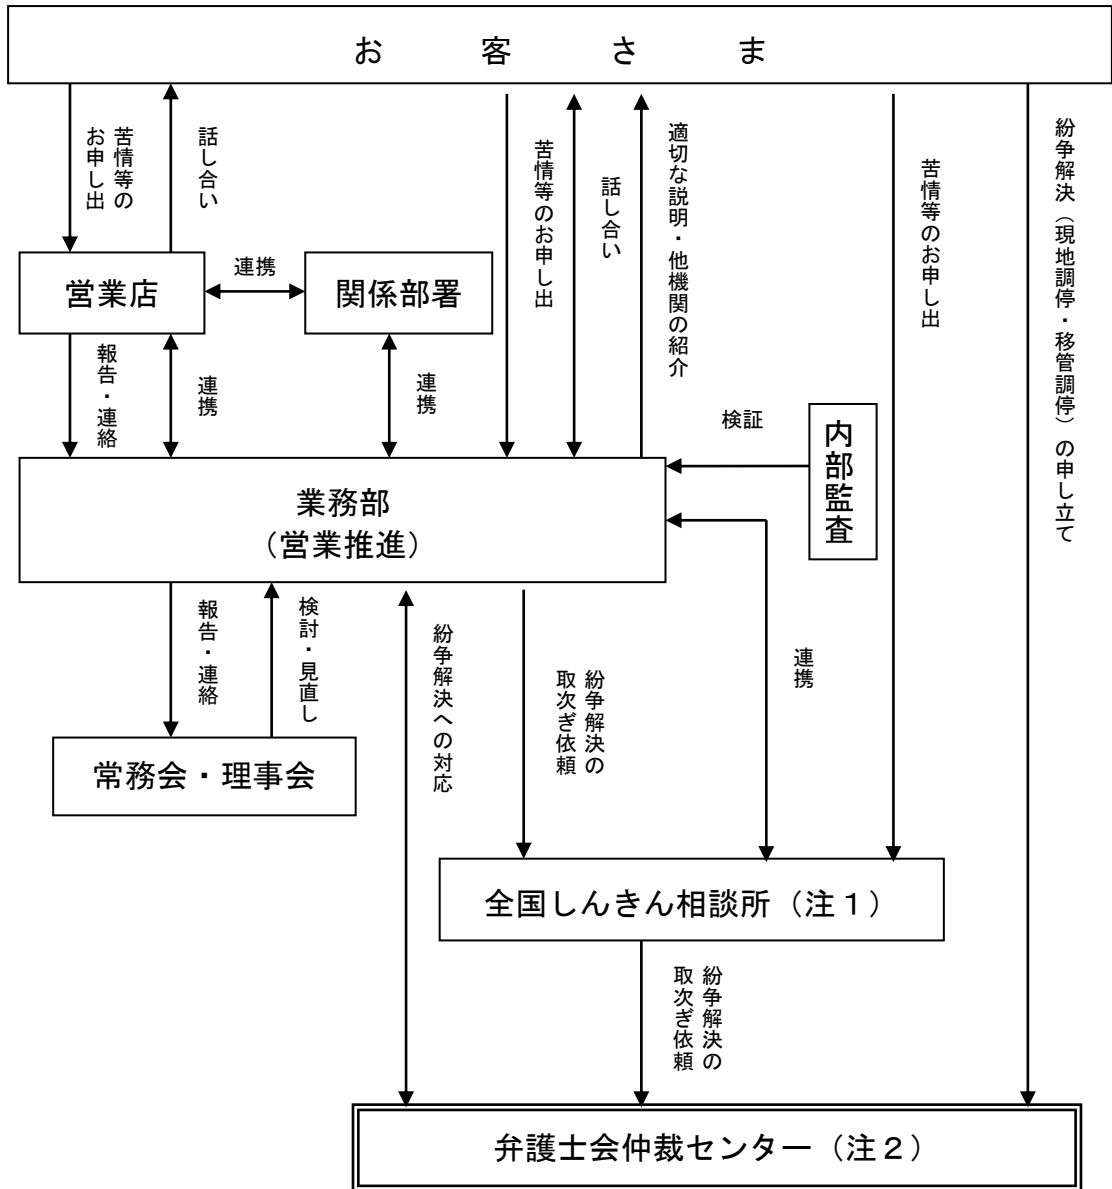 お客さま
苦情等の
お申し出
話し合い
苦情等のお申し出
話し合い
適切な説明・他機関の紹介
苦情等のお申し出
紛争解決（現地調停・移管調停）の申し立て
営業店
連携
関係部署
報告・連絡
連携
連携
検証
内部監査
業務部
（営業推進）
報告・連絡
検討・見直し
紛争解決への対応
紛争解決の
取次ぎ依頼
連携
常務会・理事会
全国しんきん相談所（注１）
紛争解決の
取次ぎ依頼
弁護士会仲裁センター（注２）